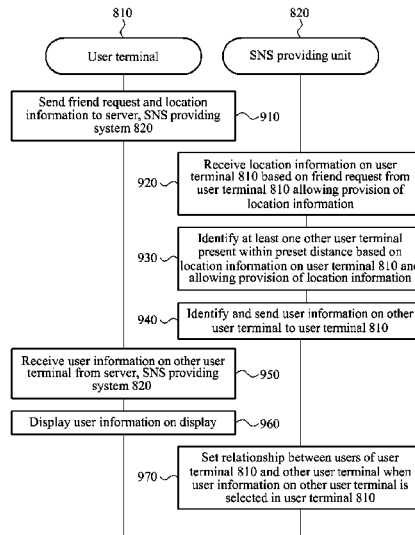 810
820
User terminal
SNS providing unit
Send friend request and location
information to server, SNS providing
system 820
910
920
Receive location information on user
terminal 810 based on friend request from
user terminal 810 allowing provision of
location information
930
Identify at least one other user terminal
present within preset distance based on
location information on user terminal 810 and
allowing provision of location information
940
Identify and send user information on other
user terminal to user terminal 810
Receive user information on other user
terminal from server, SNS providing
system 820
950
Display user information on display
960
970
Set relationship between users of user
terminal 810 and other user terminal when
user information on other user terminal is
selected in user terminal 810